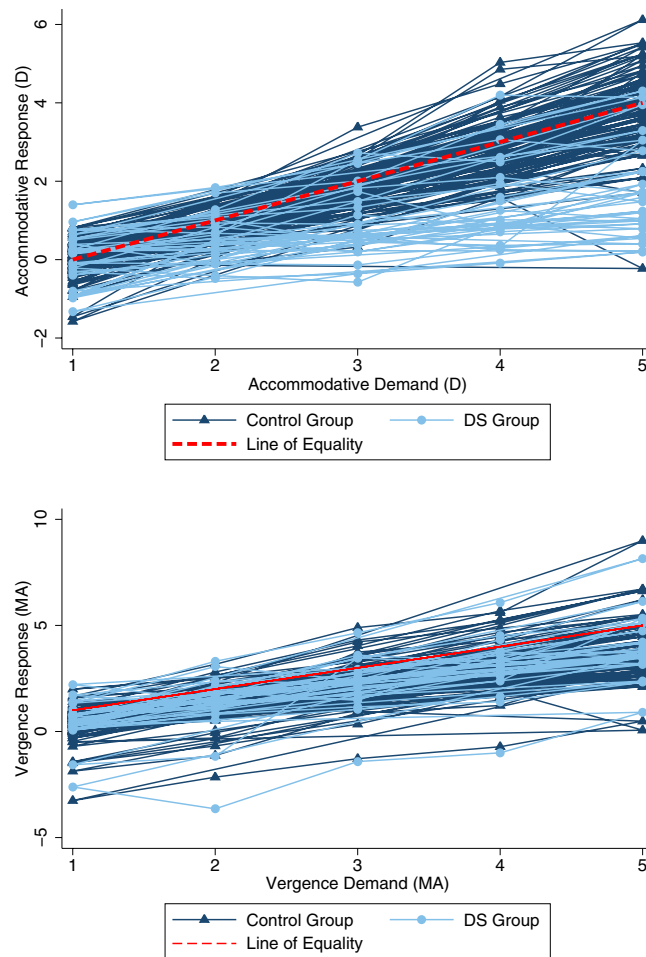 6
4
2
0
−2
Accommodative Response (D)
1 2 3 4 5
Accommodative Demand (D)
Control Group DS Group
Line of Equality
10
5
0
−5
Vergence Response (MA)
1 2 3 4 5
Vergence Demand (MA)
Control Group DS Group
Line of Equality